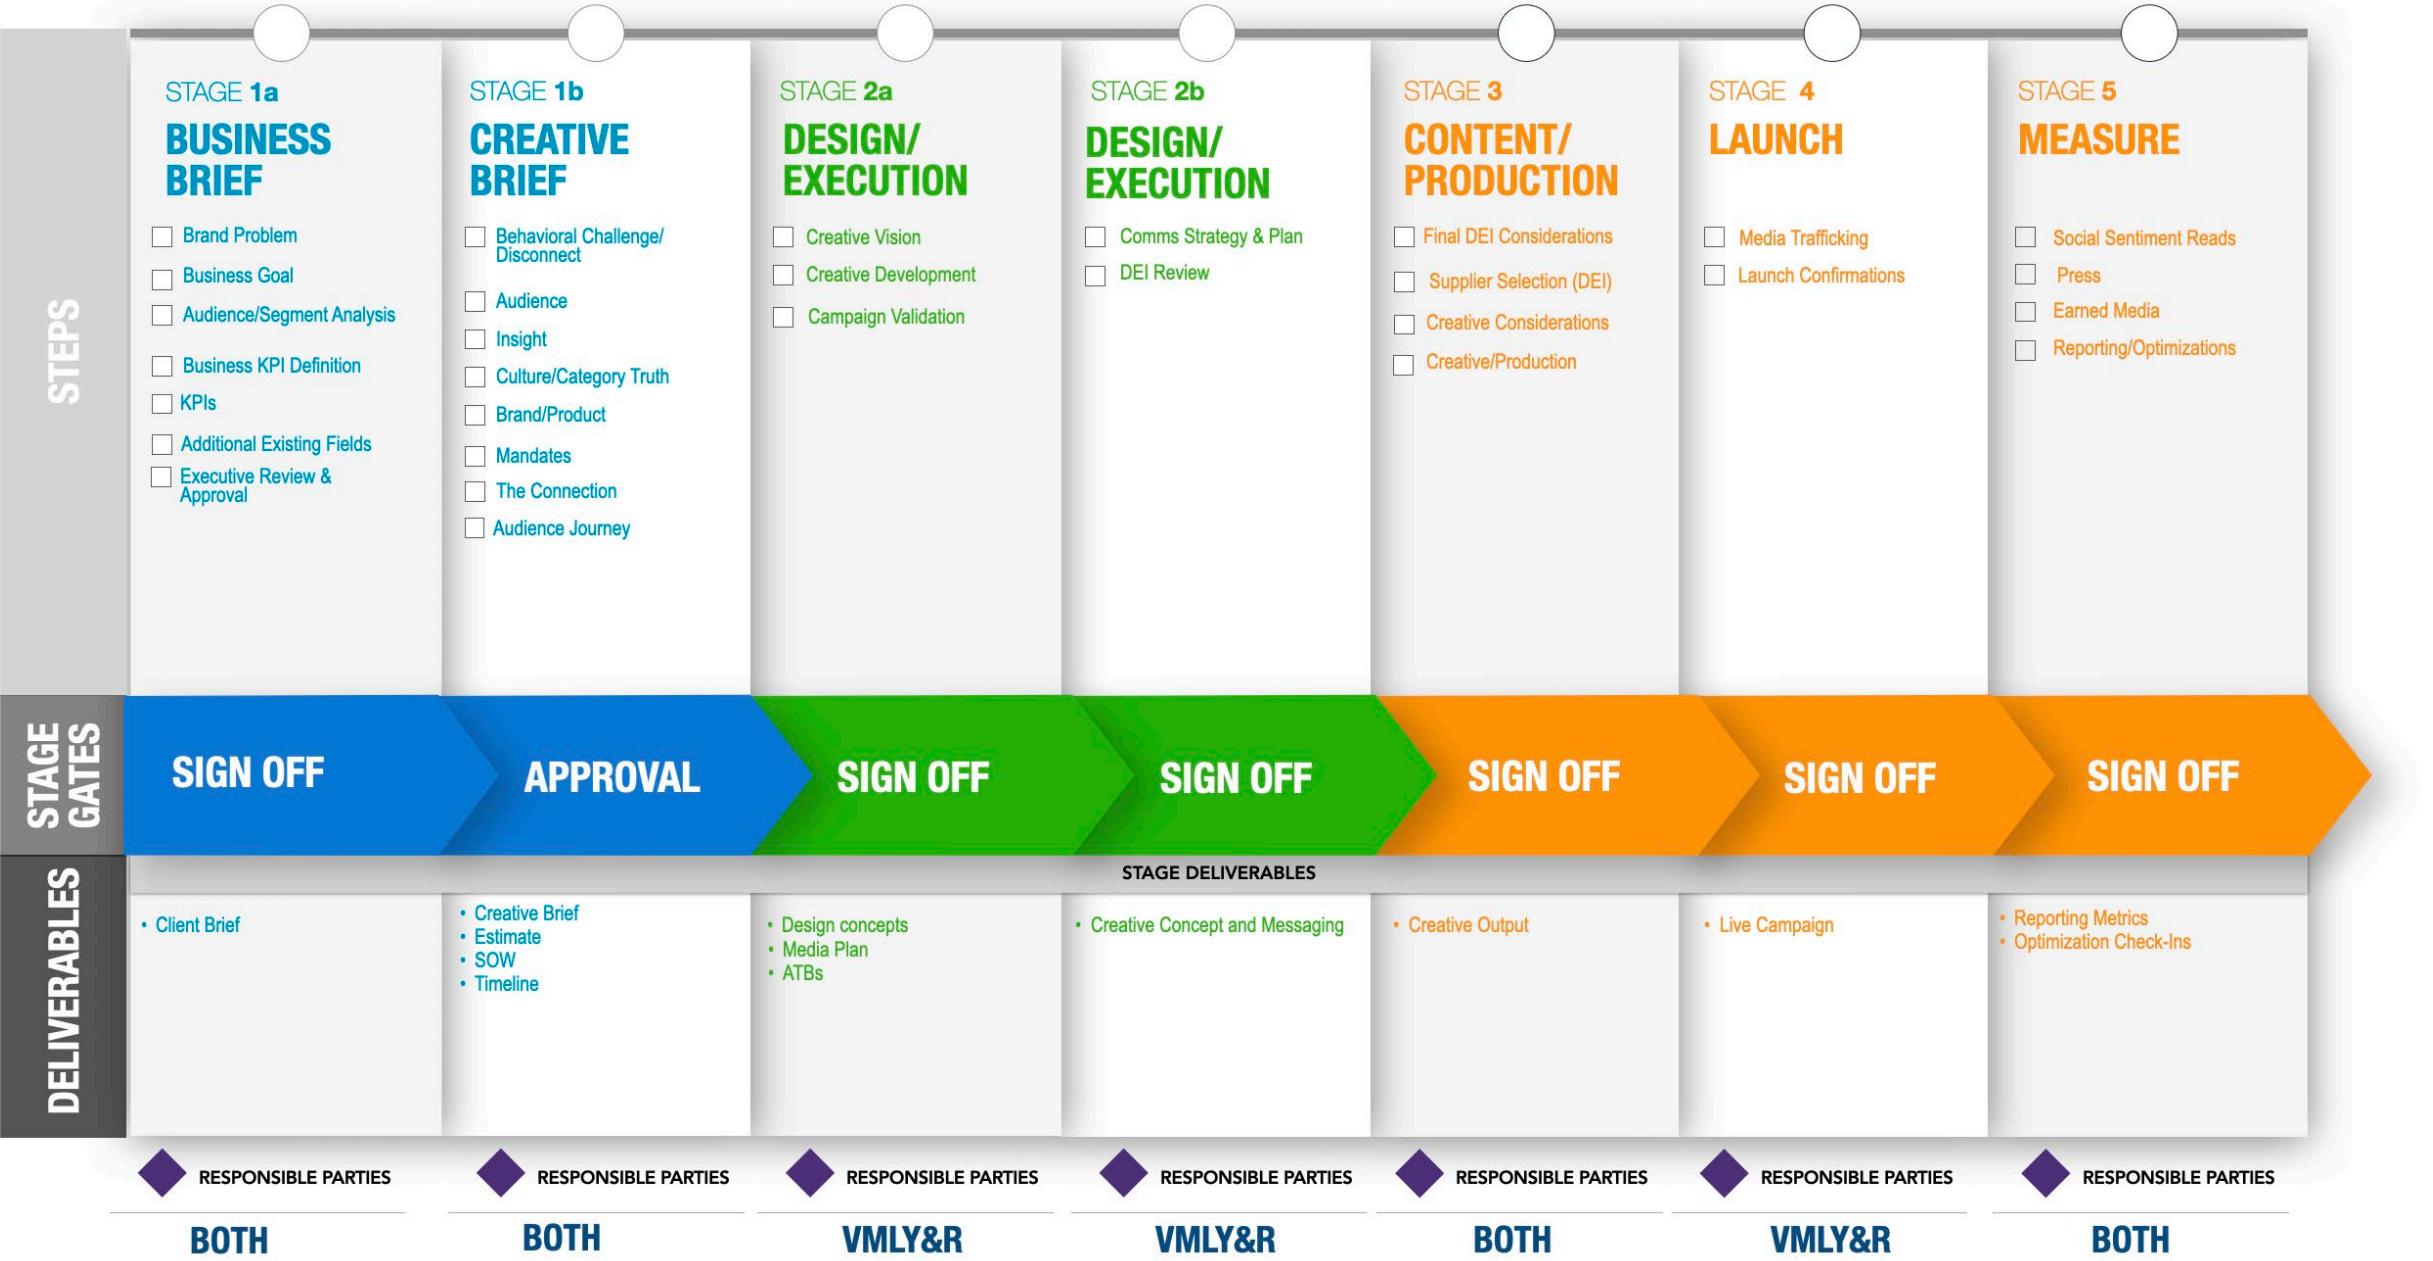 STEPS
STAGE 1a
BUSINESS
BRIEF
Brand Problem
Business Goal
Audience/Segment Analysis
Business KPI Definition
KPIs
Additional Existing Fields
Executive Review &
Approval
STAGE 1b
CREATIVE
BRIEF
Behavioral Challenge/
Disconnect
Audience
Insight
Culture/Category Truth
Brand/Product
Mandates
The Connection
Audience Journey
STAGE 2a
DESIGN/
EXECUTION
Creative Vision
Creative Development
Campaign Validation
STAGE 2b
DESIGN/
EXECUTION
Comms Strategy & Plan
DEI Review
STAGE 3
CONTENT/
PRODUCTION
Final DEI Considerations
Supplier Selection (DEI)
Creative Considerations
Creative/Production
STAGE 4
LAUNCH
Media Trafficking
Launch Confirmations
STAGE 5
MEASURE
Social Sentiment Reads
Press
Earned Media
Reporting/Optimizations
STAGE
GATES
SIGN OFF
APPROVAL
SIGN OFF
SIGN OFF
SIGN OFF
SIGN OFF
SIGN OFF
STAGE DELIVERABLES
DELIVERABLES
• Client Brief
• Creative Brief
• Estimate
• SOW
• Timeline
• Design concepts
• Media Plan
• ATBs
• Creative Concept and Messaging
• Creative Output
• Live Campaign
• Reporting Metrics
• Optimization Check-Ins
RESPONSIBLE PARTIES
BOTH
RESPONSIBLE PARTIES
BOTH
RESPONSIBLE PARTIES
VMLY&R
RESPONSIBLE PARTIES
VMLY&R
RESPONSIBLE PARTIES
BOTH
RESPONSIBLE PARTIES
VMLY&R
RESPONSIBLE PARTIES
BOTH